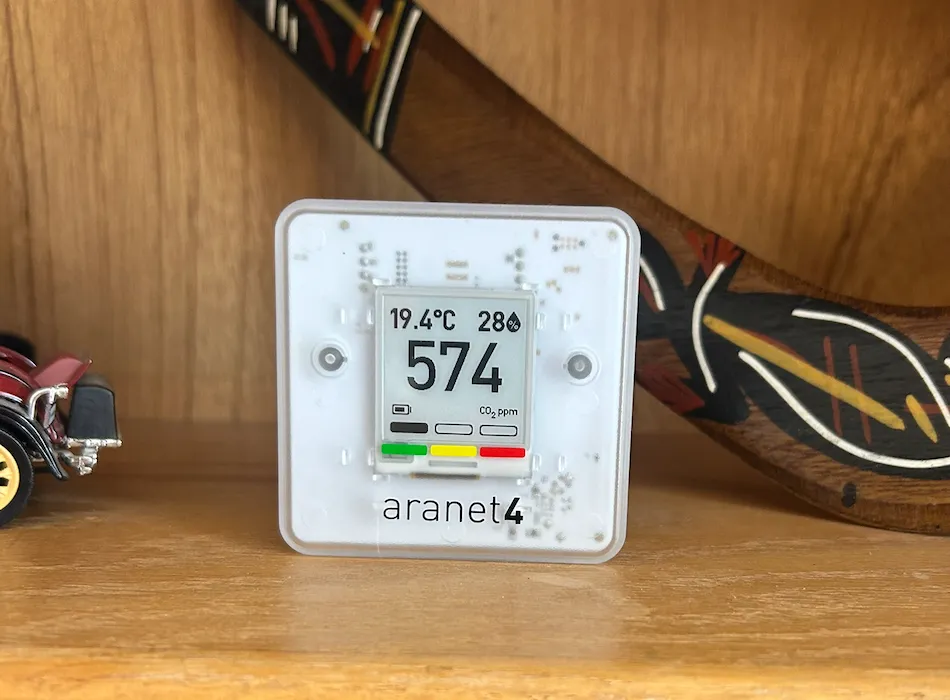 19.4°C 28%
574
CO₂ ppm
aranet4